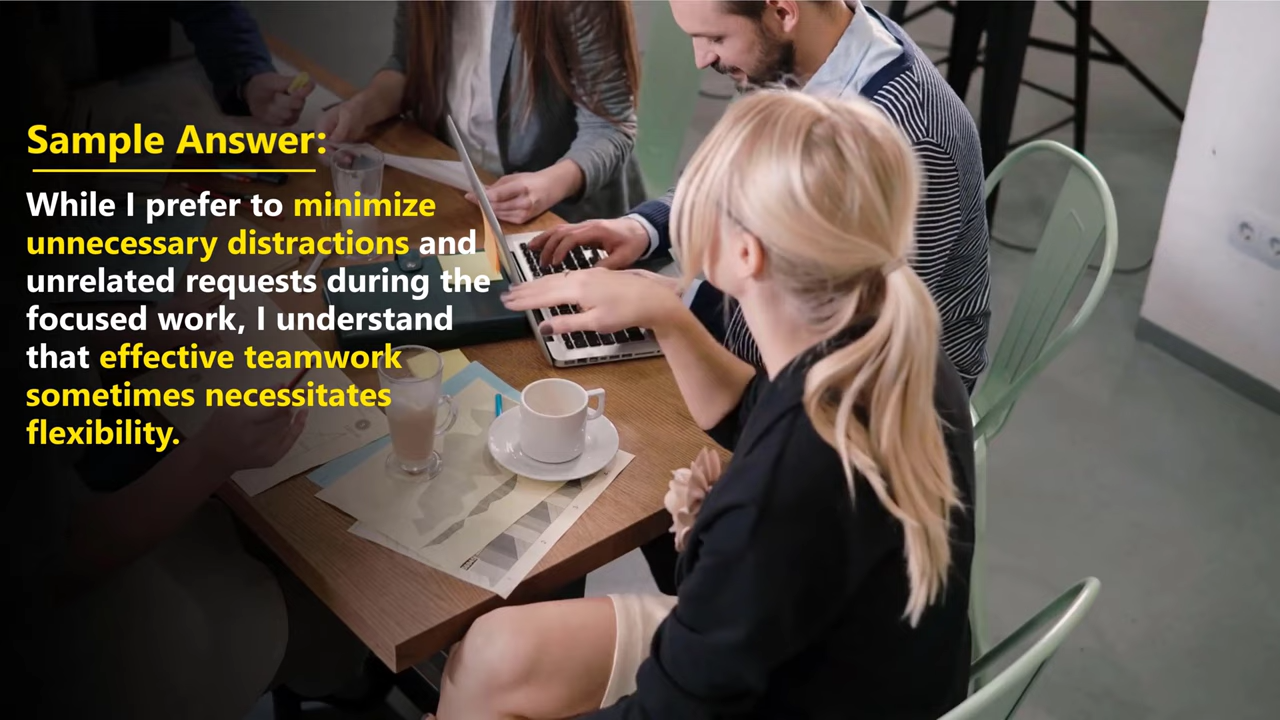 Sample Answer:
While I prefer to minimize
unnecessary distractions and
unrelated requests during the
focused work, I understand
that effective teamwork
sometimes necessitates
flexibility.